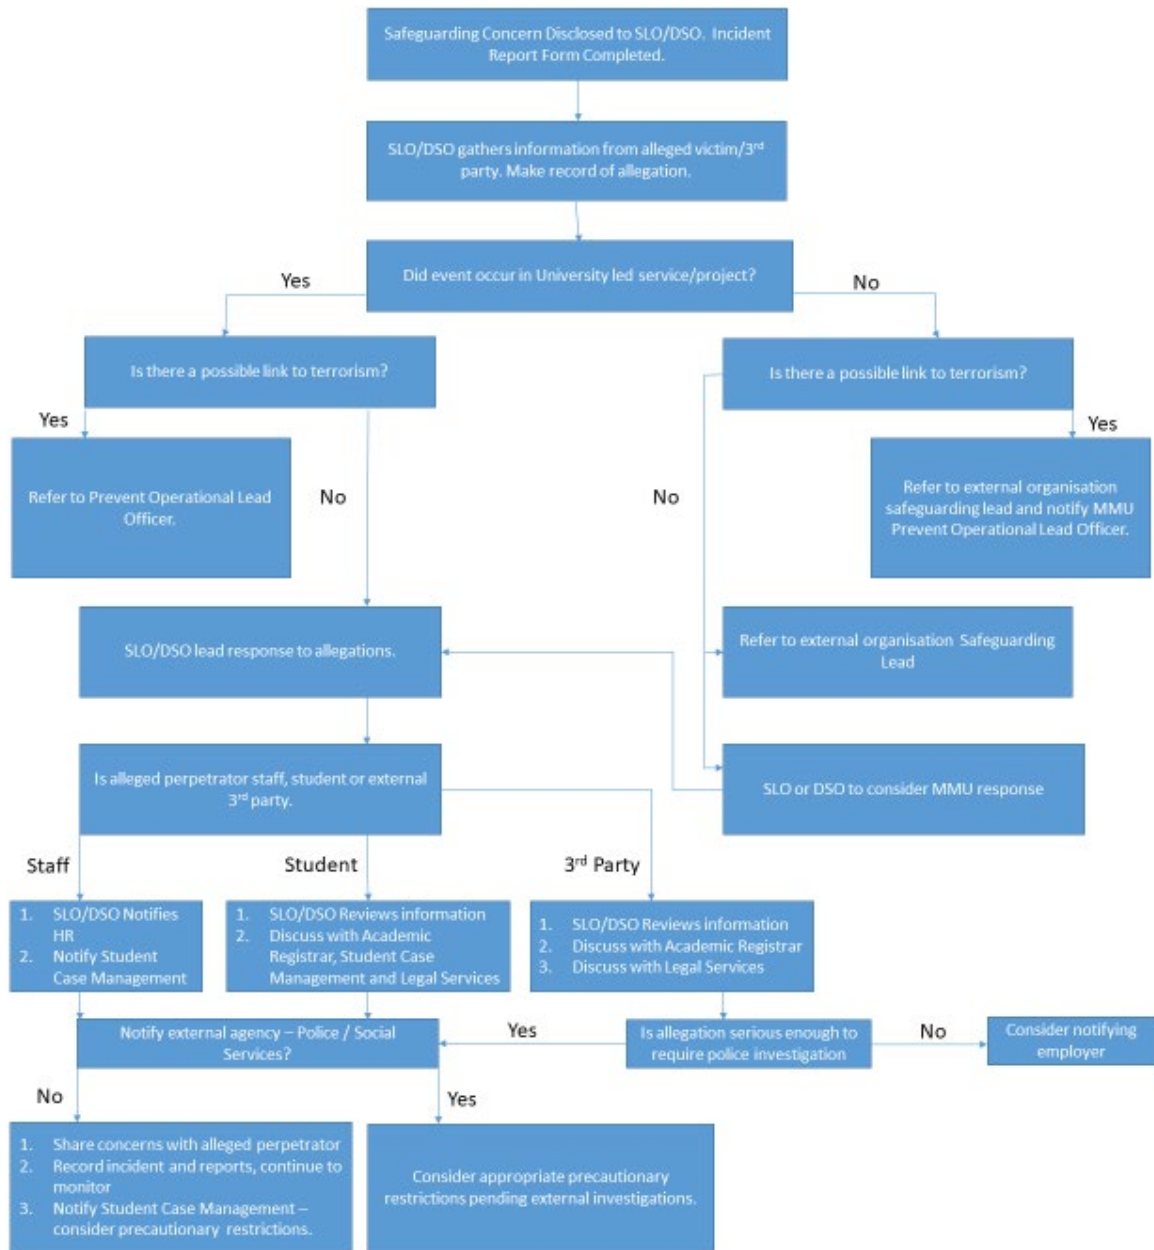 Safeguarding Concern Disclosed to SLO/DSO.  Incident
Report Form Completed.
SLO/DSO gathers information from alleged victim/3rd
party. Make record of allegation.
Did event occur in University led service/project?
Yes
No
Is there a possible link to terrorism?
Is there a possible link to terrorism?
Yes
Yes
Refer to Prevent Operational Lead
Officer.
No
No
Refer to external organisation
safeguarding lead and notify MMU
Prevent Operational Lead Officer.
SLO/DSO lead response to allegations.
Refer to external organisation Safeguarding
Lead
Is alleged perpetrator staff, student or external
3rd party.
SLO or DSO to consider MMU response
Staff
Student
3rd Party
1. SLO/DSO Notifies
HR
2. Notify Student
Case Management
1. SLO/DSO Reviews information
2. Discuss with Academic
Registrar, Student Case
Management and Legal Services
1. SLO/DSO Reviews information
2. Discuss with Academic Registrar
3. Discuss with Legal Services
Notify external agency – Police / Social
Services?
Yes
Is allegation serious enough to
require police investigation
No
Consider notifying
employer
No
Yes
1. Share concerns with alleged perpetrator
2. Record incident and reports, continue to
monitor
3. Notify Student Case Management –
consider precautionary restrictions.
Consider appropriate precautionary
restrictions pending external investigations.